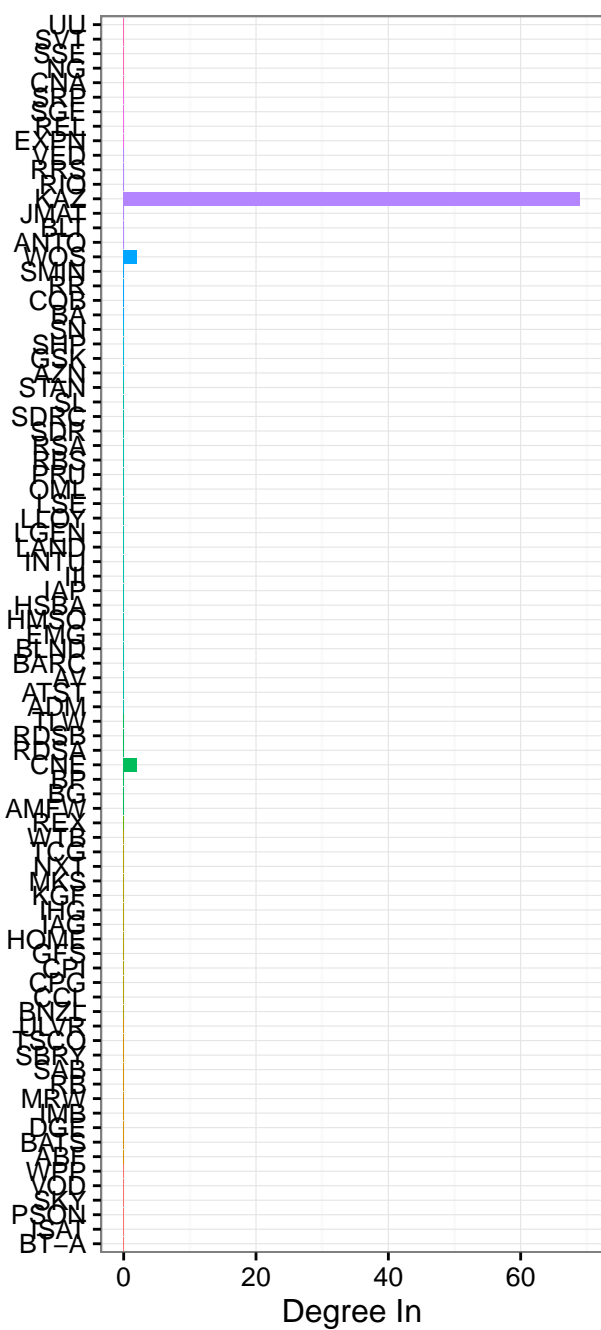 UU
SVT
SSE
NG
CNA
SRP
SGE
REL
EXPN
VED
RRS
RIO
KAZ
JMAT
BLT
ANTO
WOS
SMIN
RR
COB
BA
SN
SHP
GSK
AZN
STAN
SL
SDRC
SDR
RSA
RBS
PRU
OML
LSE
LLOY
LGEN
LAND
INTU
III
IAP
HSBA
HMSO
EMG
BLND
BARC
AV
ATST
ADM
TLW
RDSB
RDSA
CNE
BP
BG
AMFW
REX
WTB
TCG
NXT
MKS
KGF
IHG
IAG
HOME
GFS
CPI
CPG
CCL
BNZL
ULVR
TSCO
SBRY
SAB
RB
MRW
IMB
DGE
BATS
ABF
WPP
VOD
SKY
PSON
ISAT
BT−A
0 20 40 60
Degree In